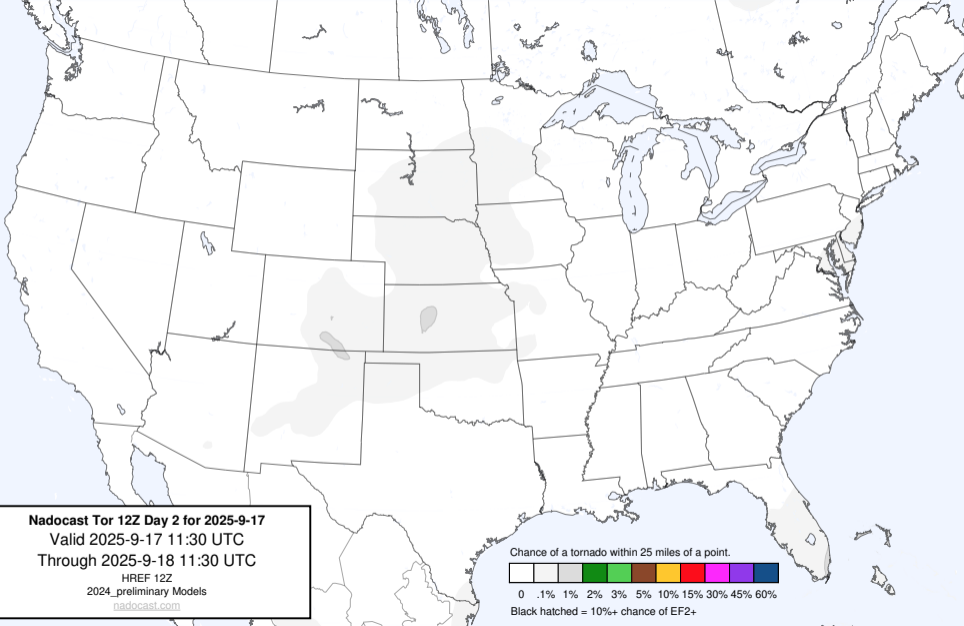 Nadocast Tor 12Z Day 2 for 2025-9-17
Valid 2025-9-17 11:30 UTC
Through 2025-9-18 11:30 UTC
HREF 12Z
2024_preliminary Models
nadocast.com
Chance of a tornado within 25 miles of a point.
0 .1% 1% 2% 3% 5% 10% 15% 30% 45% 60%
Black hatched = 10%+ chance of EF2+